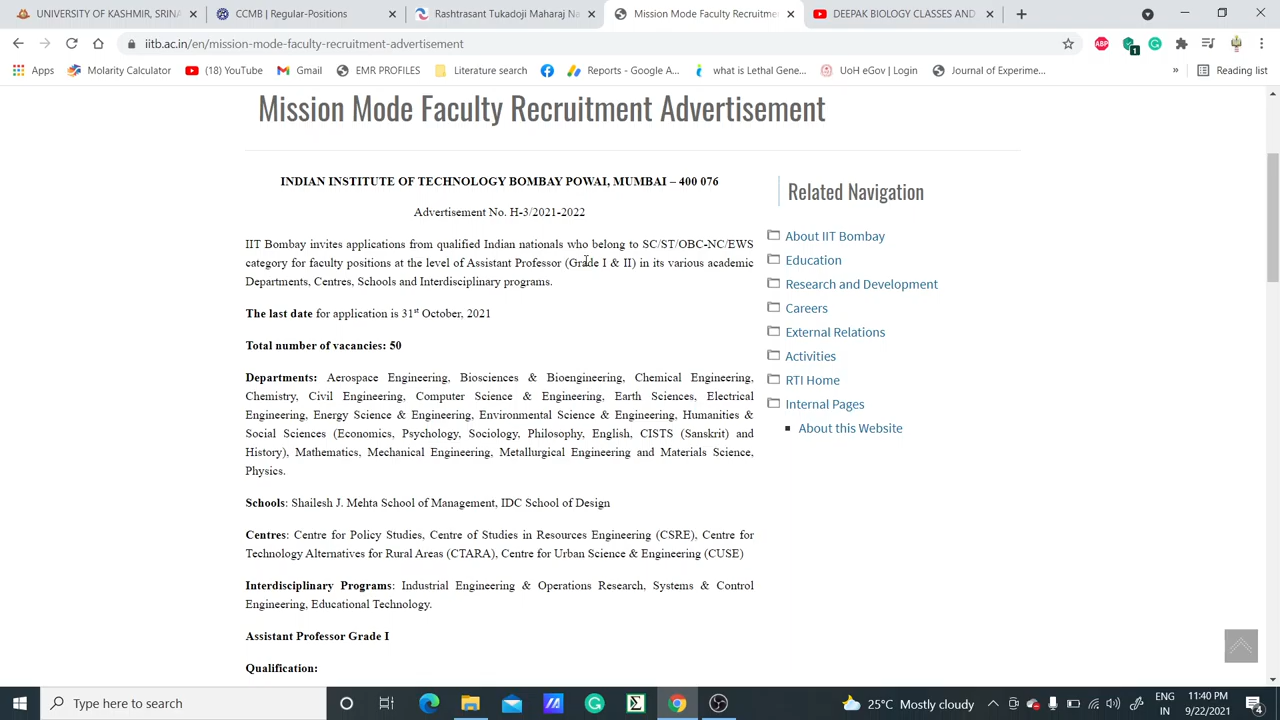 UNIVERSITY OF KASHMIR, SRINA
CCMB | Regular-Positions
Rashtrasant Tukadoji Maharaj Na
Mission Mode Faculty Recruitmen
DEEPAK BIOLOGY CLASSES AND
iitb.ac.in/en/mission-mode-faculty-recruitment-advertisement
ABP
1
Apps
Molarity Calculator
(18) YouTube
Gmail
EMR PROFILES
Literature search
Reports - Google A...
what is Lethal Gene...
UoH eGov | Login
Journal of Experime...
»
Reading list
Mission Mode Faculty Recruitment Advertisement
INDIAN INSTITUTE OF TECHNOLOGY BOMBAY POWAI, MUMBAI – 400 076
Advertisement No. H-3/2021-2022
IIT Bombay invites applications from qualified Indian nationals who belong to SC/ST/OBC-NC/EWS
category for faculty positions at the level of Assistant Professor (Grade I & II) in its various academic
Departments, Centres, Schools and Interdisciplinary programs.
The last date for application is 31st October, 2021
Total number of vacancies: 50
Departments: Aerospace Engineering, Biosciences & Bioengineering, Chemical Engineering,
Chemistry, Civil Engineering, Computer Science & Engineering, Earth Sciences, Electrical
Engineering, Energy Science & Engineering, Environmental Science & Engineering, Humanities &
Social Sciences (Economics, Psychology, Sociology, Philosophy, English, CISTS (Sanskrit) and
History), Mathematics, Mechanical Engineering, Metallurgical Engineering and Materials Science,
Physics.
Schools: Shailesh J. Mehta School of Management, IDC School of Design
Centres: Centre for Policy Studies, Centre of Studies in Resources Engineering (CSRE), Centre for
Technology Alternatives for Rural Areas (CTARA), Centre for Urban Science & Engineering (CUSE)
Interdisciplinary Programs: Industrial Engineering & Operations Research, Systems & Control
Engineering, Educational Technology.
Assistant Professor Grade I
Qualification:
Related Navigation
About IIT Bombay
Education
Research and Development
Careers
External Relations
Activities
RTI Home
Internal Pages
About this Website
Type here to search
25°C Mostly cloudy
ENG
IN
11:40 PM
9/22/2021
4